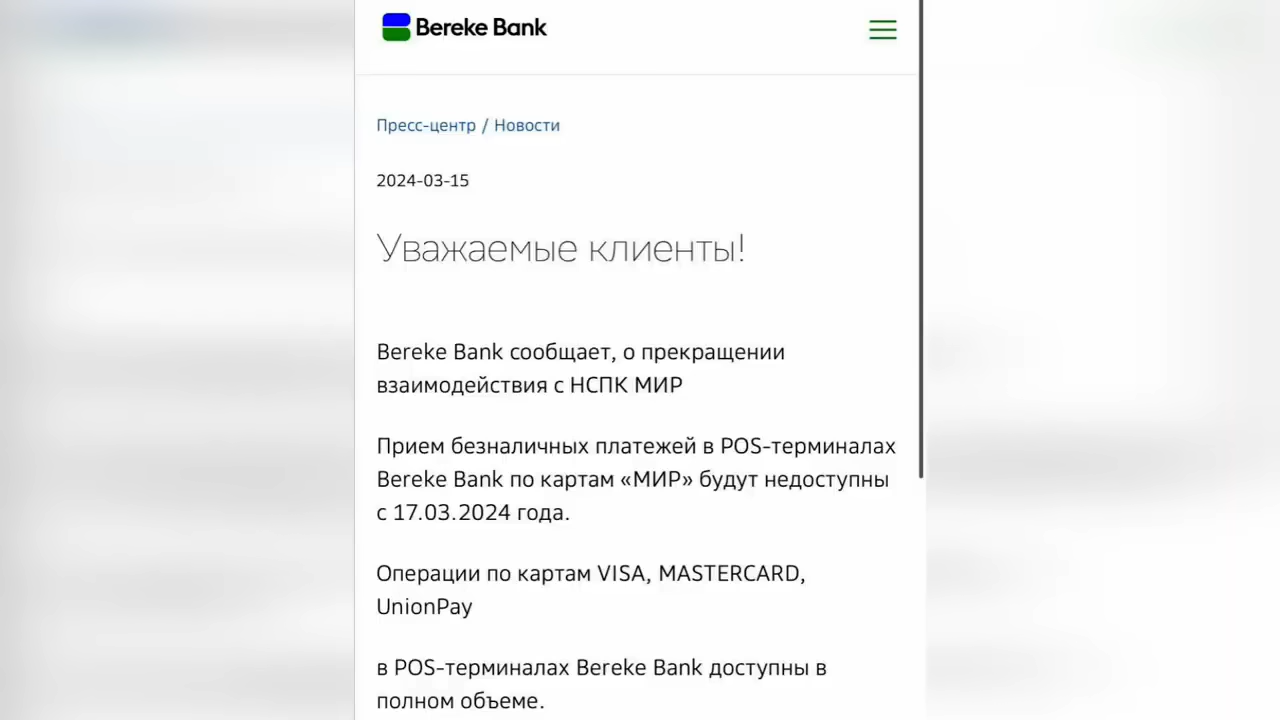 Bereke Bank
Пресс-центр / Новости
2024-03-15
Уважаемые клиенты!
Bereke Bank сообщает, о прекращении
взаимодействия с НСПК МИР
Прием безналичных платежей в POS-терминалах
Bereke Bank по картам «МИР» будут недоступны
с 17.03.2024 года.
Операции по картам VISA, MASTERCARD,
UnionPay
в POS-терминалах Bereke Bank доступны в
полном объеме.